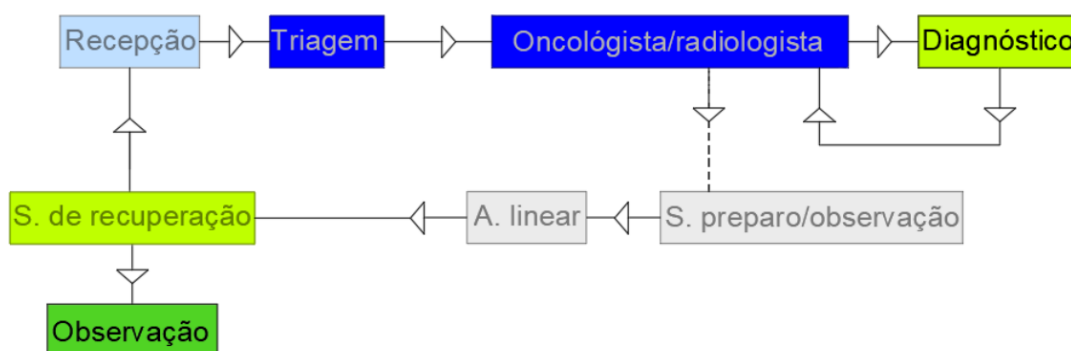 Recepção
Triagem
Oncológista/radiologista
Diagnóstico
S. de recuperação
A. linear
S. preparo/observação
Observação